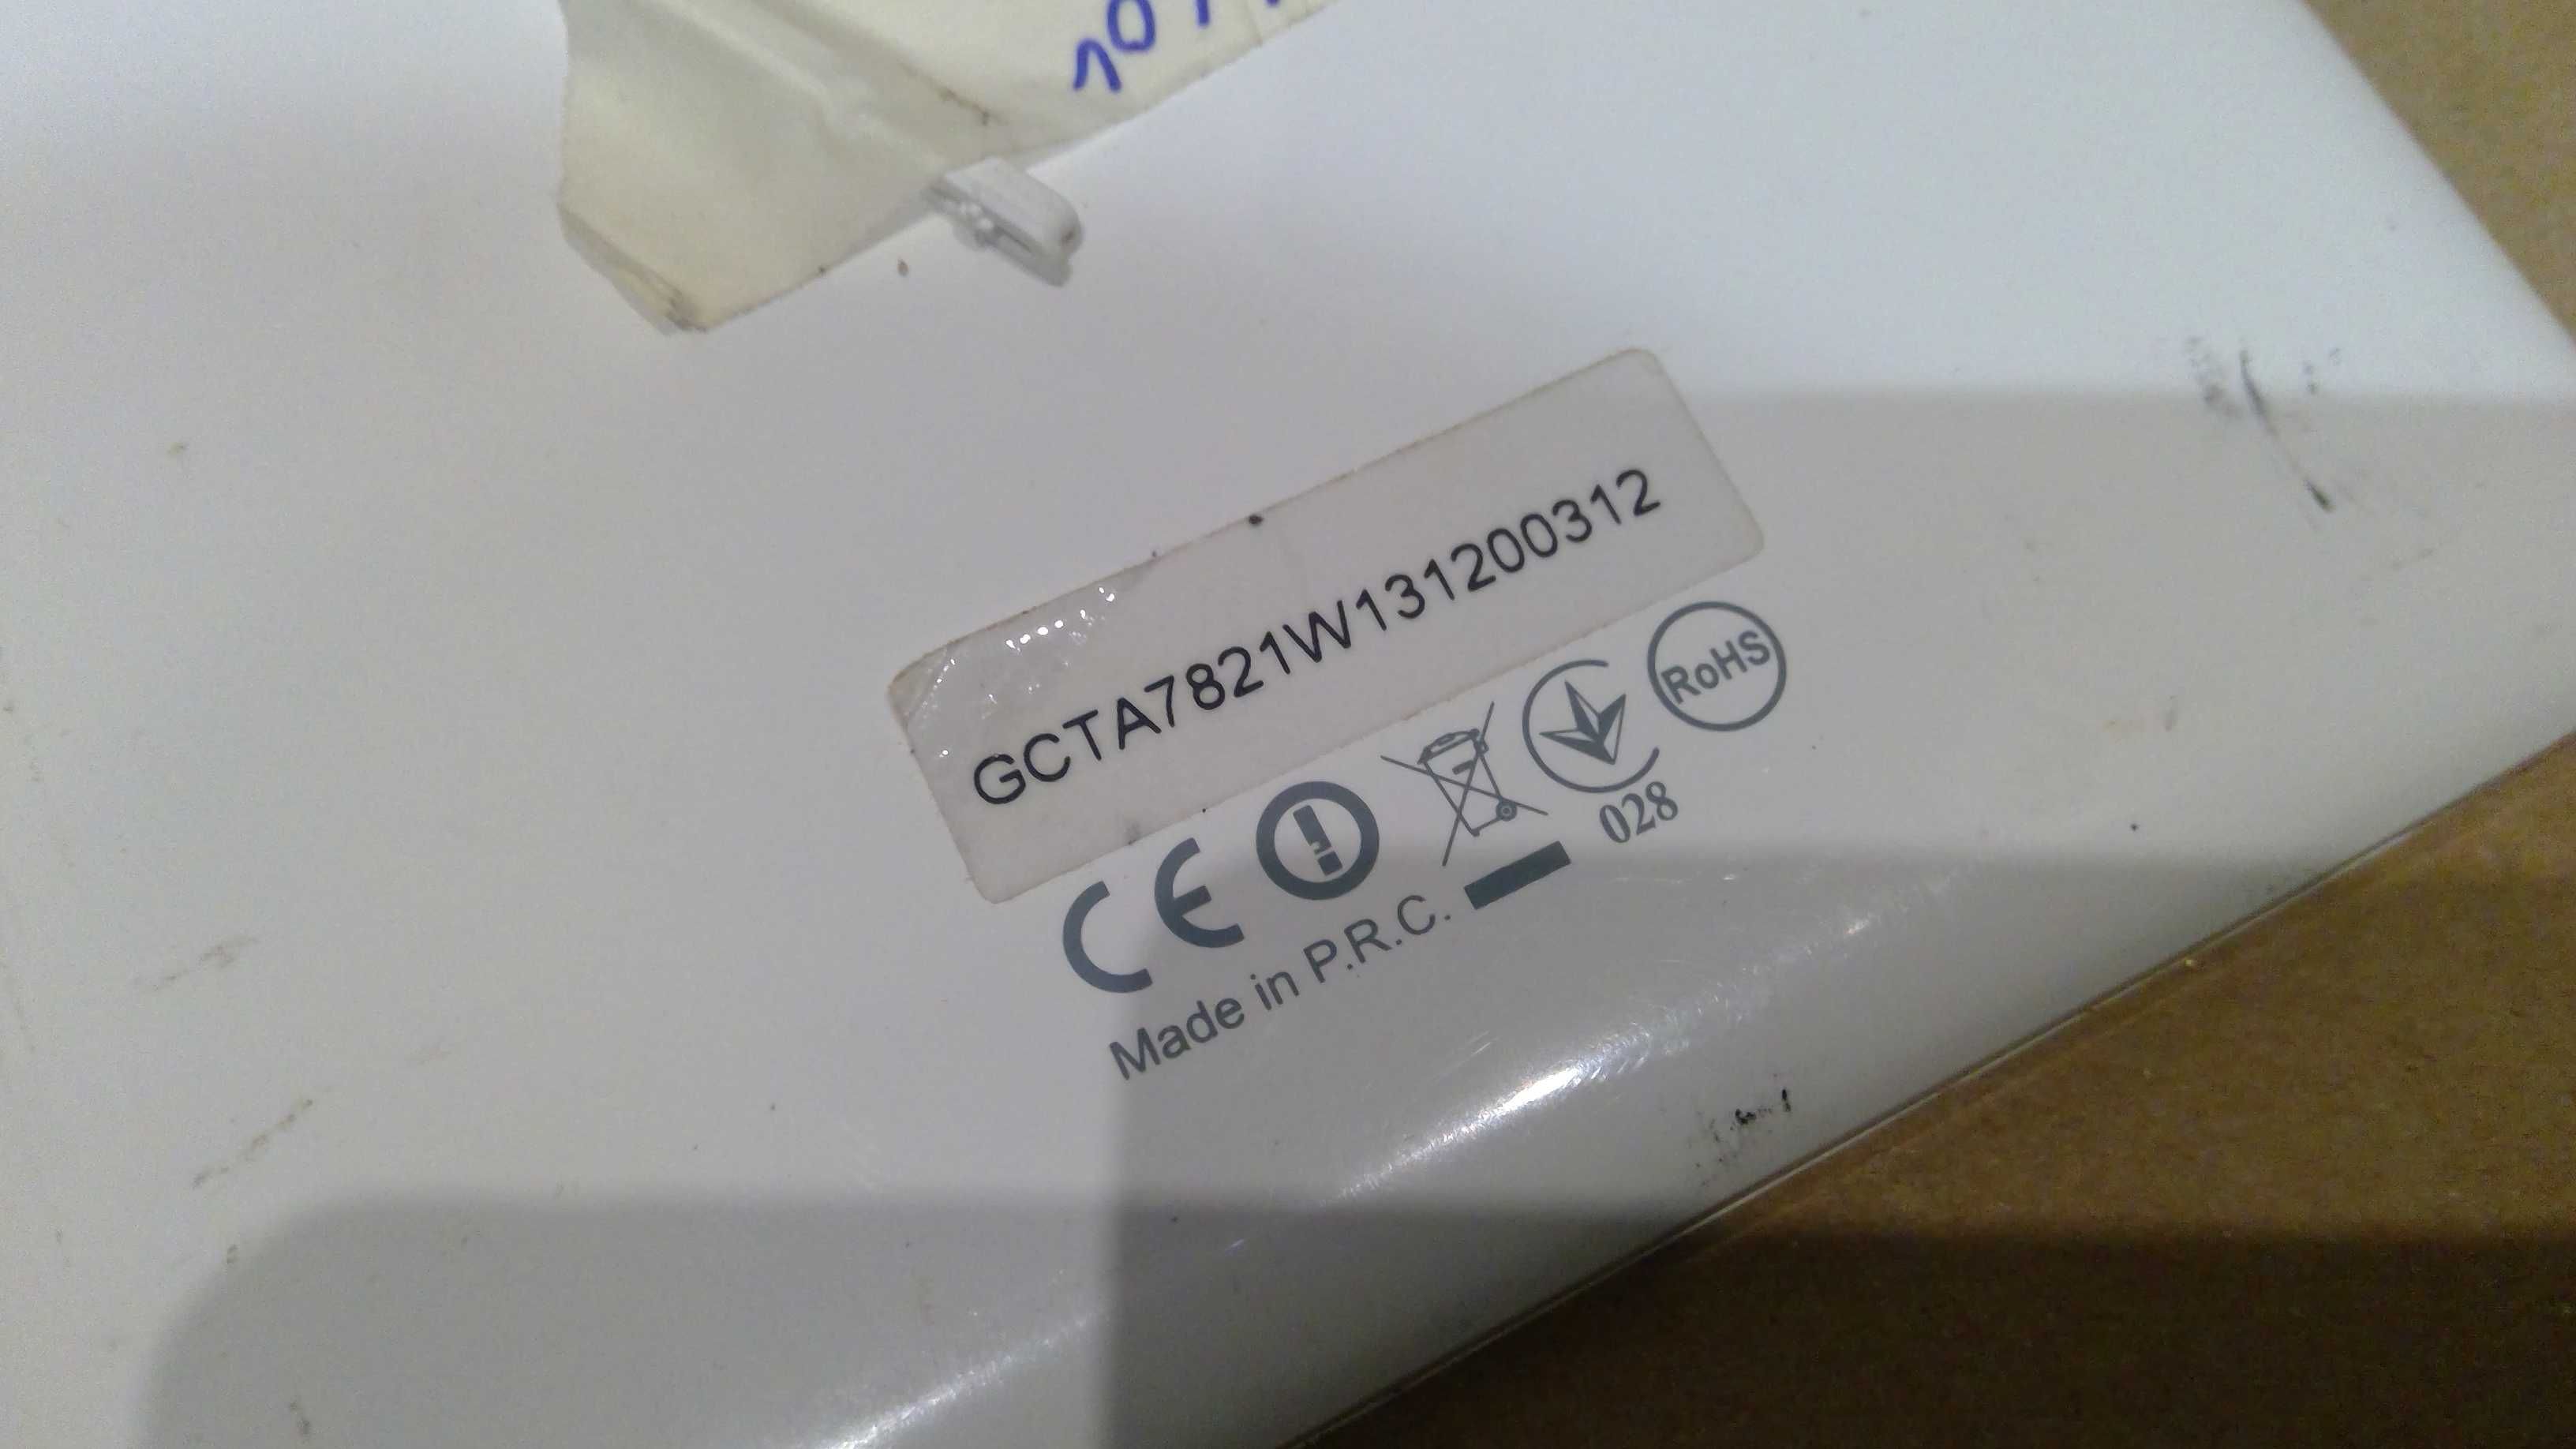 GCTA7821W131200312
CE
RoHS
028
Made in P.R.C.